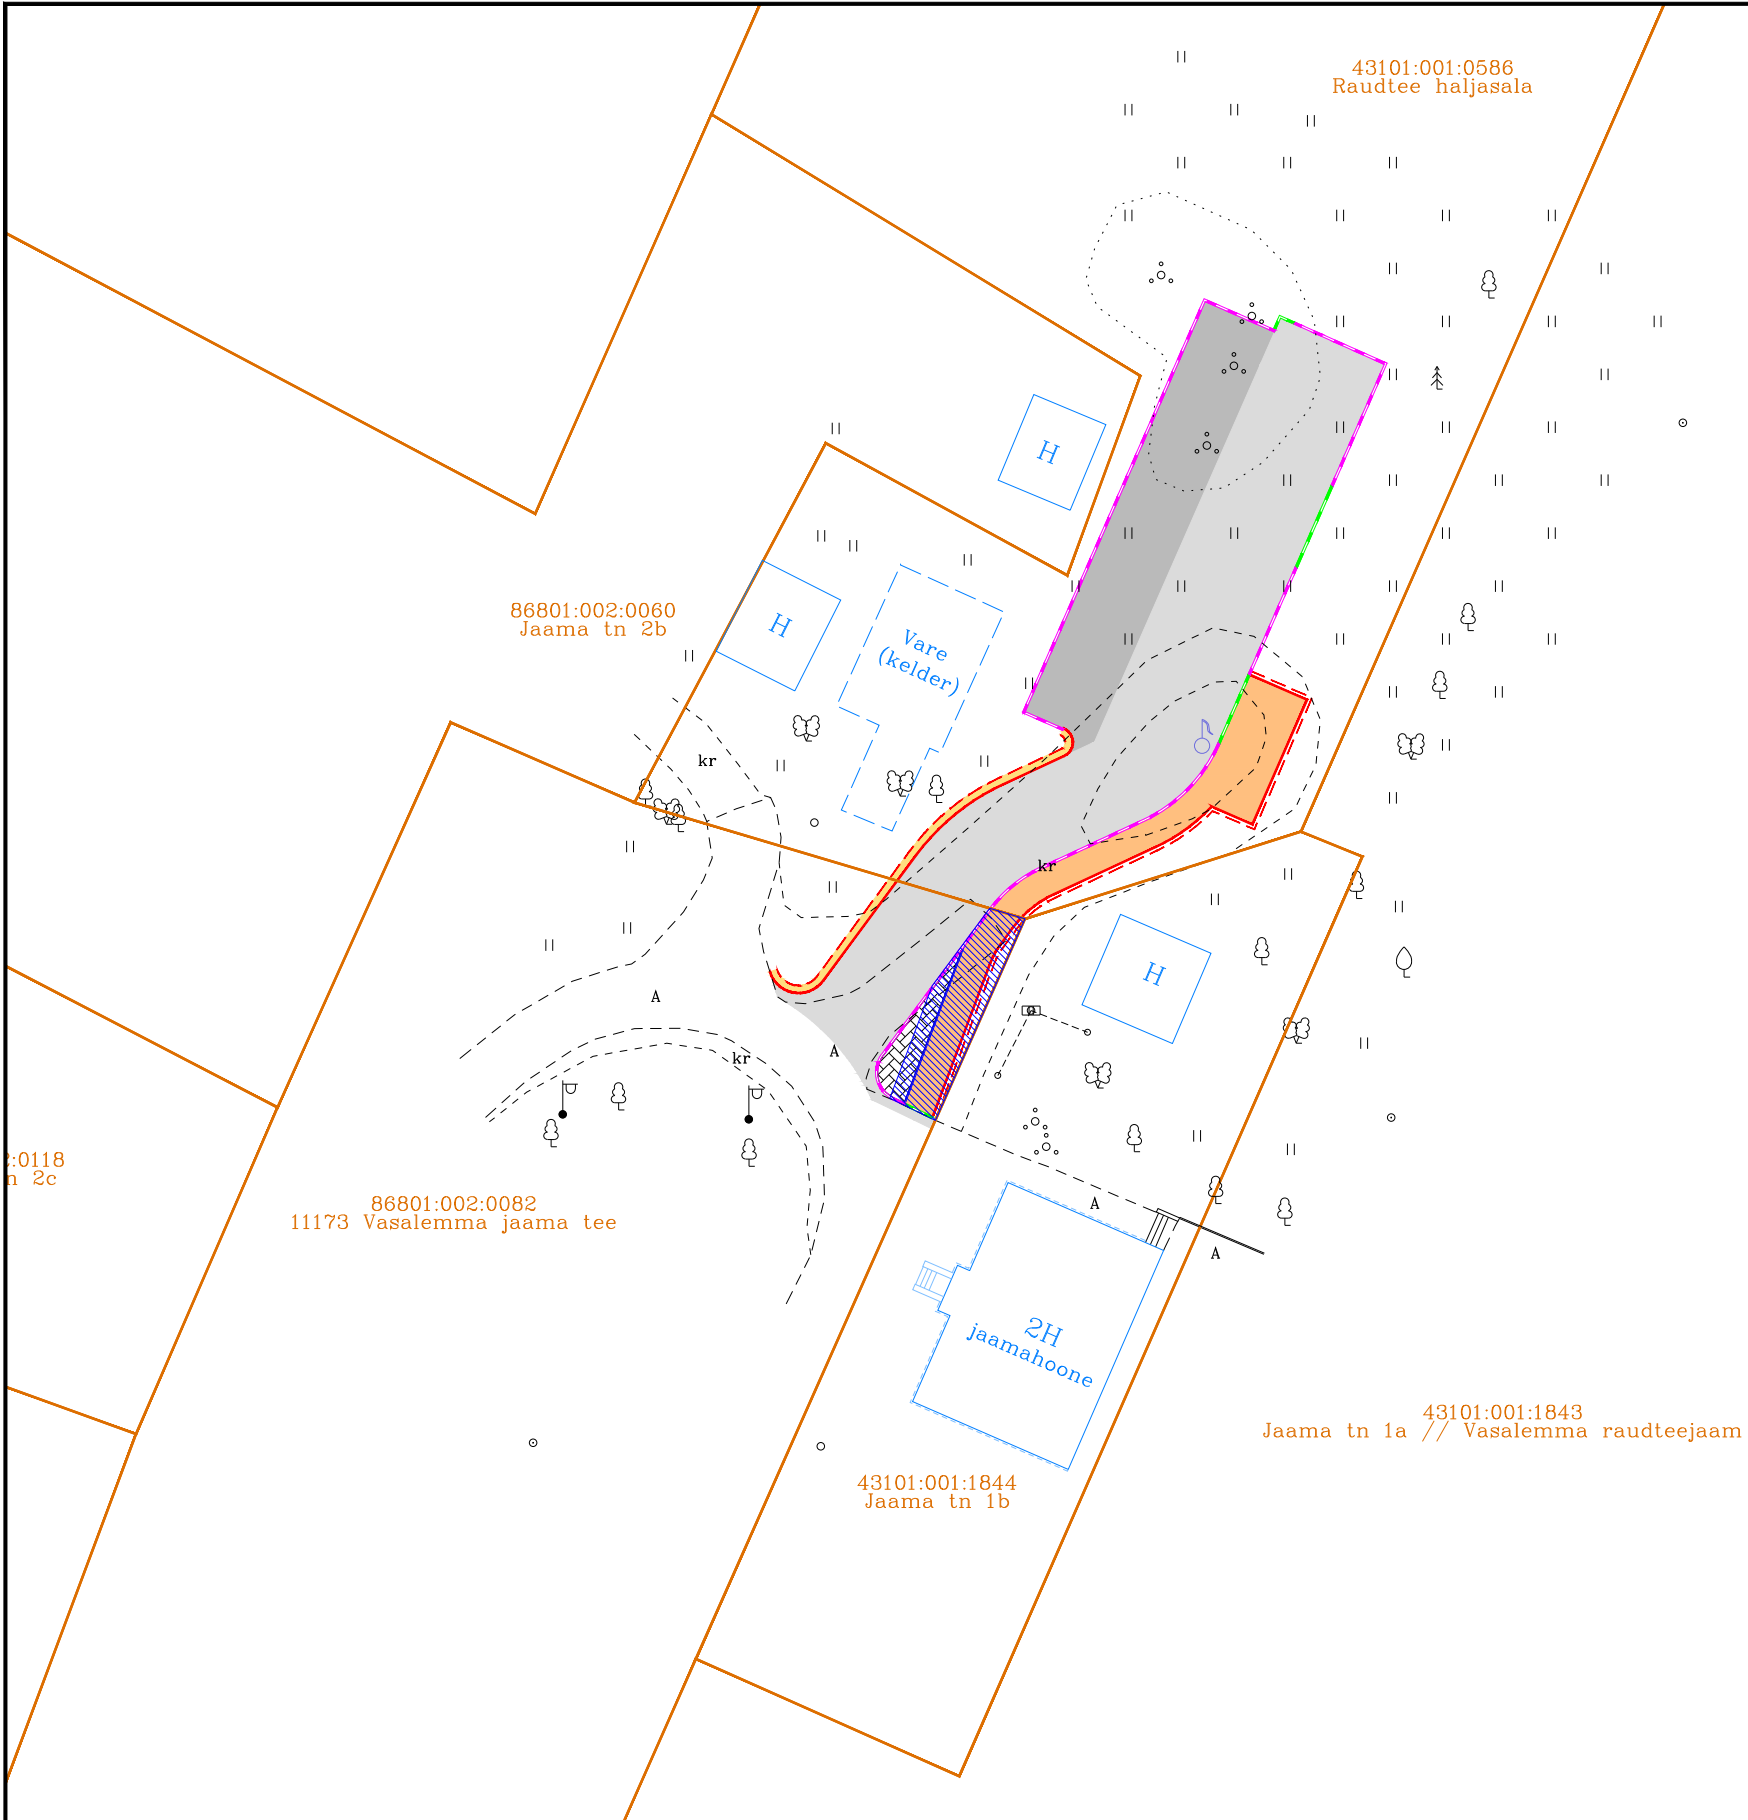 43101:001:0586
Raudtee haljasala
H
86801:002:0060
Jaama tn 2b
H
Vare
(kelder)
kr
kr
H
A
A
kr
:0118
n 2c
86801:002:0082
11173 Vasalemma jaama tee
A
A
2H
jaamahoone
43101:001:1843
Jaama tn 1a // Vasalemma raudteejaam
43101:001:1844
Jaama tn 1b